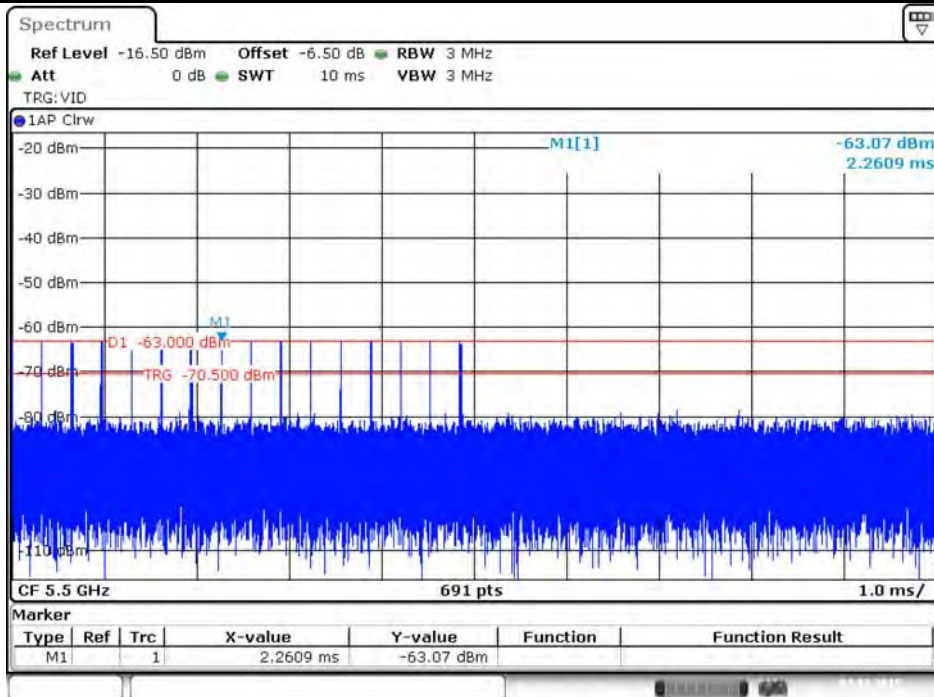 Spectrum
Ref Level -16.50 dBm Offset -6.50 dB RBW 3 MHz
Att 0 dB SWT 10 ms VBW 3 MHz
TRG:VID
1AP Clrw
-20 dBm M1[1] -63.07 dBm
2.2609 ms
-30 dBm
-40 dBm
-50 dBm
-60 dBm
M1
D1 -63.000 dBm
-70 dBm
TRG -70.500 dBm
-90 dBm
-110 dBm
CF 5.5 GHz 691 pts 1.0 ms/
Marker
Type Ref Trc X-value Y-value Function Function Result
M1 1 2.2609 ms -63.07 dBm